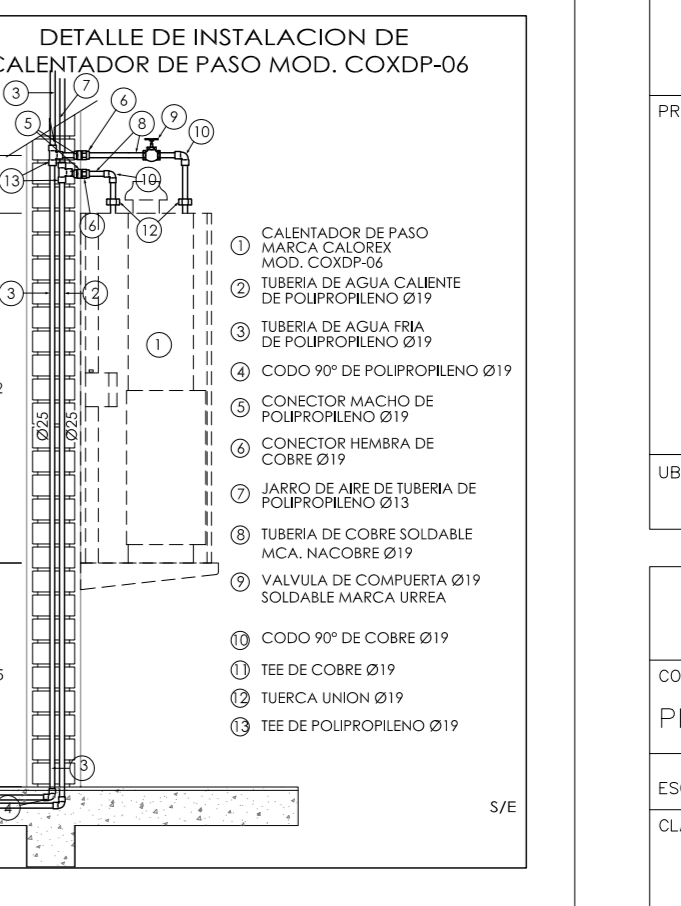 DETALLE DE INSTALACION DE
CALENTADOR DE PASO MOD. COXDP-06
3
7
6
8
9
10
5
13
10
6
12
3
2
1
Ø25
Ø25
2
5
3
4
1 CALENTADOR DE PASO
MARCA CALOREX
MOD. COXDP-06
2 TUBERIA DE AGUA CALIENTE
DE POLIPROPILENO Ø19
3 TUBERIA DE AGUA FRIA
DE POLIPROPILENO Ø19
4 CODO 90° DE POLIPROPILENO Ø19
5 CONECTOR MACHO DE
POLIPROPILENO Ø19
6 CONECTOR HEMBRA DE
COBRE Ø19
7 JARRO DE AIRE DE TUBERIA DE
POLIPROPILENO Ø13
8 TUBERIA DE COBRE SOLDABLE
MCA. NACOBRE Ø19
9 VALVULA DE COMPUERTA Ø19
SOLDABLE MARCA URREA
10 CODO 90° DE COBRE Ø19
11 TEE DE COBRE Ø19
12 TUERCA UNION Ø19
13 TEE DE POLIPROPILENO Ø19
S/E
PR
UB
CO
ESC
CLA